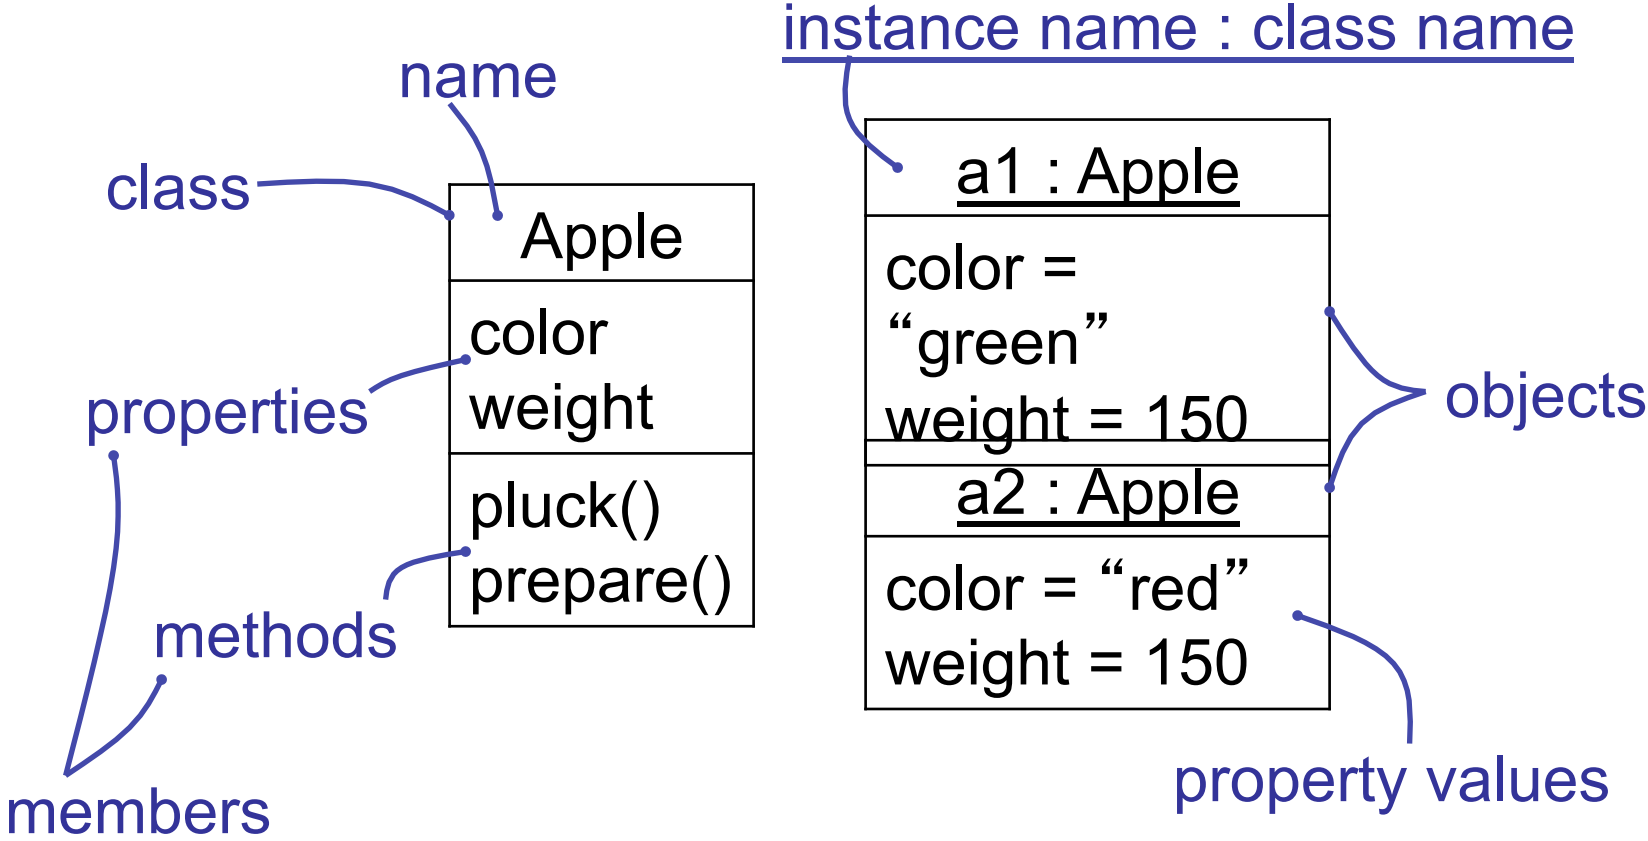 instance name : class name
name
class
Apple
color
weight
properties
pluck()
prepare()
methods
members
a1 : Apple
color =
“green”
weight = 150
a2 : Apple
color = “red”
weight = 150
objects
property values